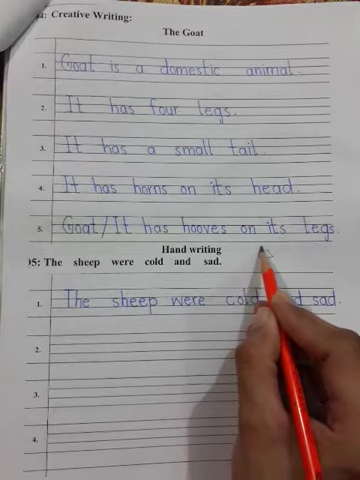 4: Creative Writing:
The Goat
1. Goat is a domestic animal.
2. It has four legs.
3. It has a small tail.
4. It has horns on its head.
5. Goat/It has hooves on its legs.
Hand writing
5: The sheep were cold and sad.
1. The sheep were cold sad.
2.
3.
4.